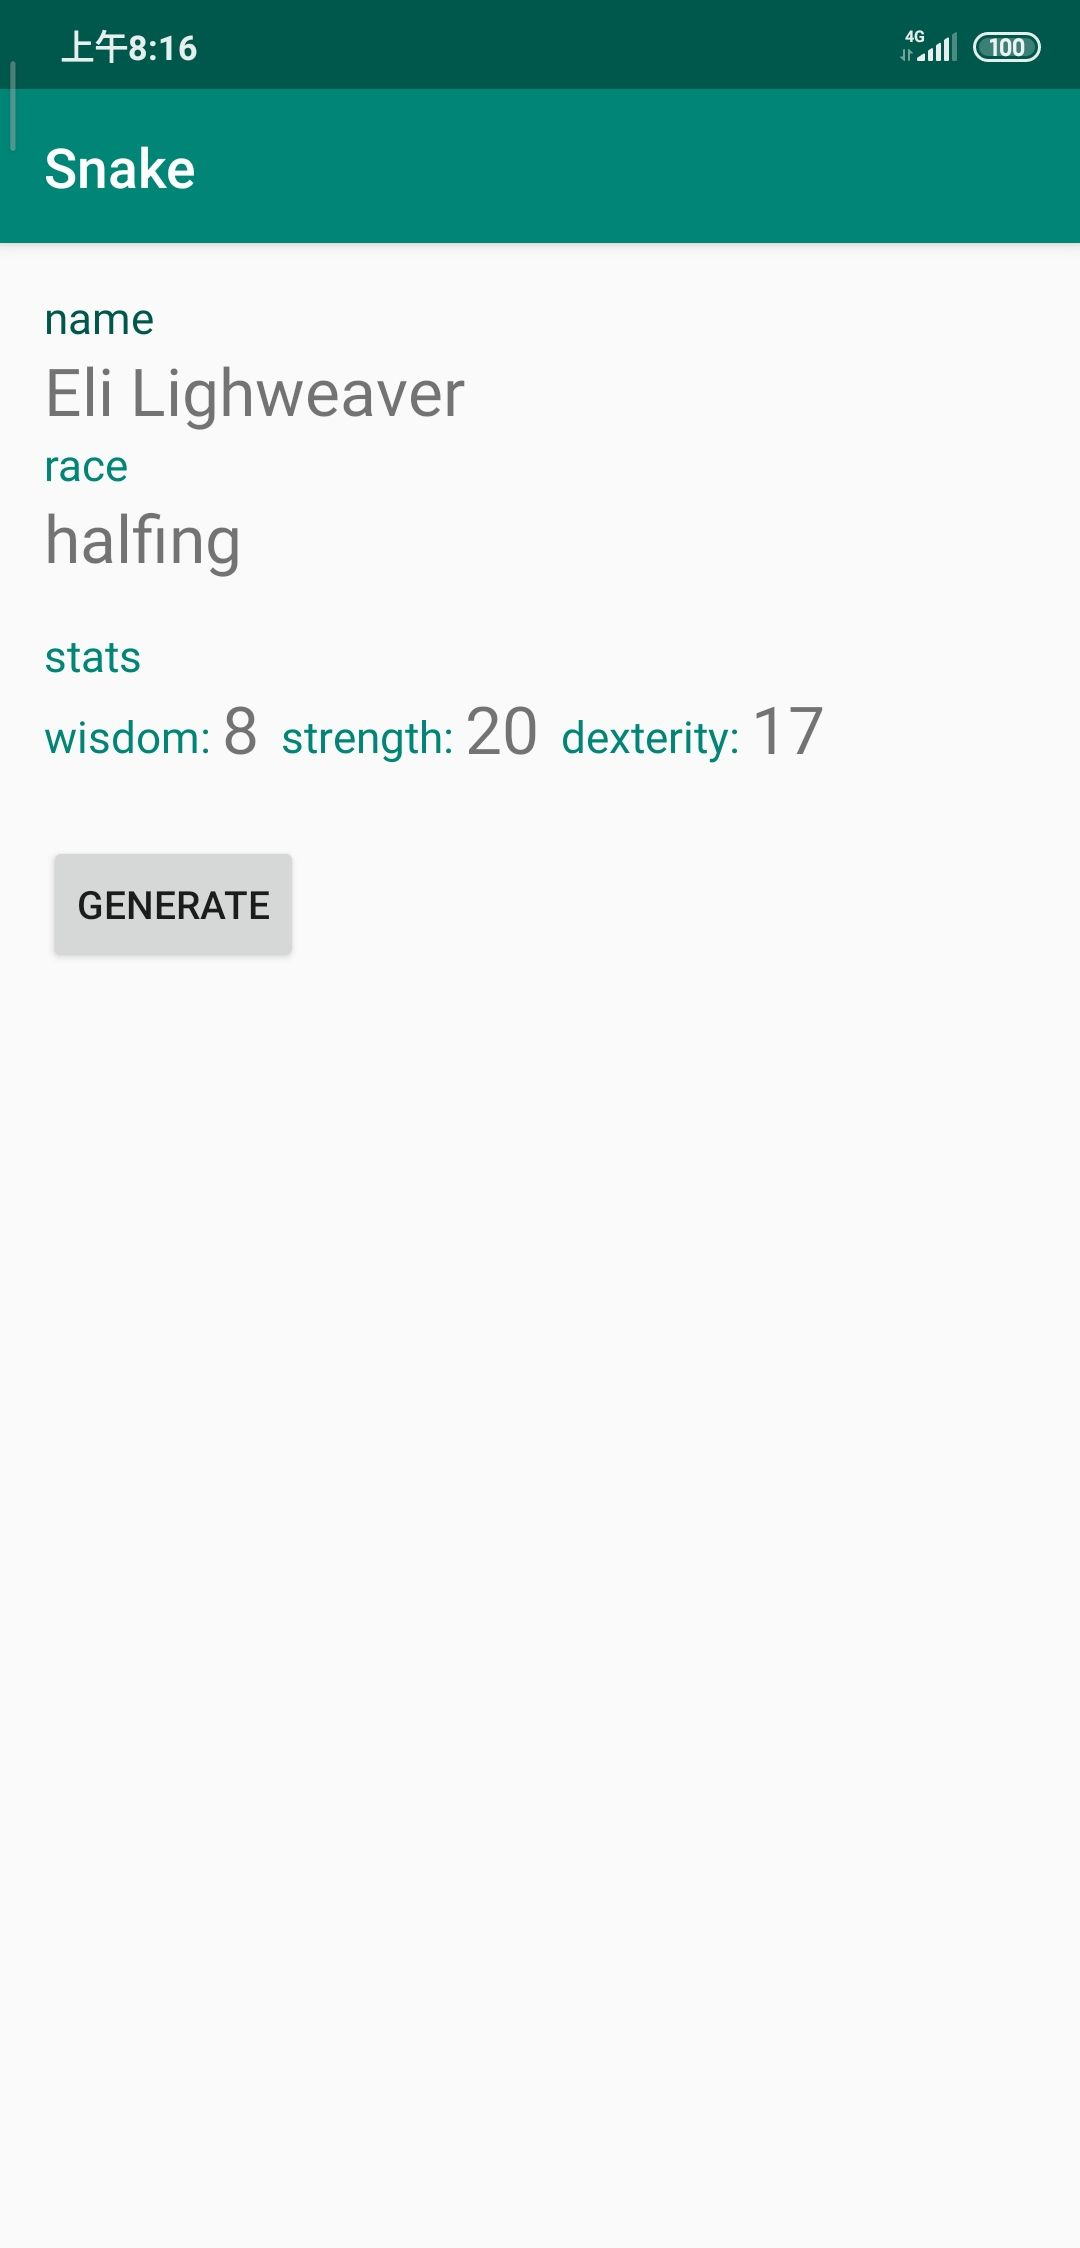 上午8:16 4G 100
Snake
name
Eli Lighweaver
race
halfing
stats
wisdom: 8 strength: 20 dexterity: 17
GENERATE